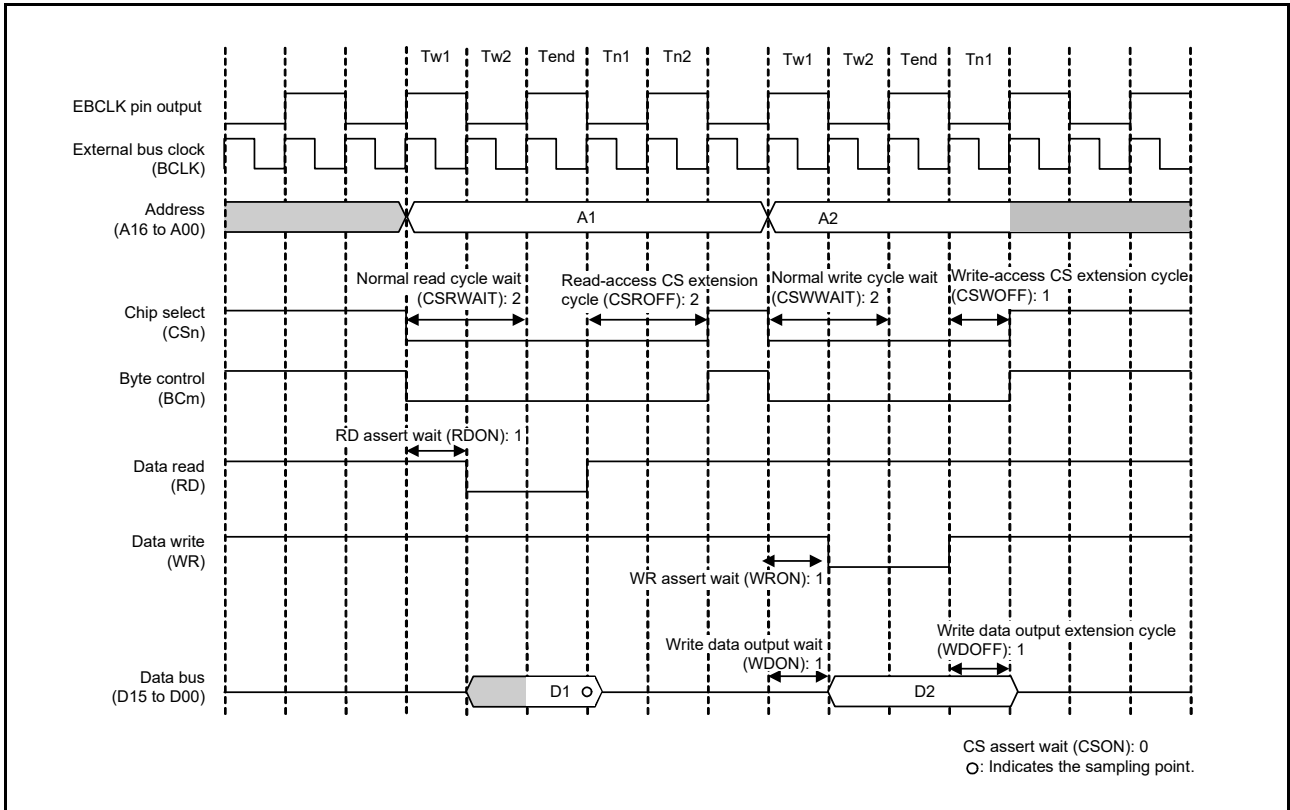 Tw1 Tw2 Tend Tn1 Tn2 Tw1 Tw2 Tend Tn1
EBCLK pin output
External bus clock
(BCLK)
Address
(A16 to A00)
A1 A2
Normal read cycle wait
(CSRWAIT): 2
Read-access CS extension
cycle (CSROFF): 2
Normal write cycle wait
(CSWWAIT): 2
Write-access CS extension cycle
(CSWOFF): 1
Chip select
(CSn)
Byte control
(BCm)
RD assert wait (RDON): 1
Data read
(RD)
Data write
(WR)
WR assert wait (WRON): 1
Write data output wait
(WDON): 1
Write data output extension cycle
(WDOFF): 1
Data bus
(D15 to D00)
D1 D2
CS assert wait (CSON): 0
: Indicates the sampling point.